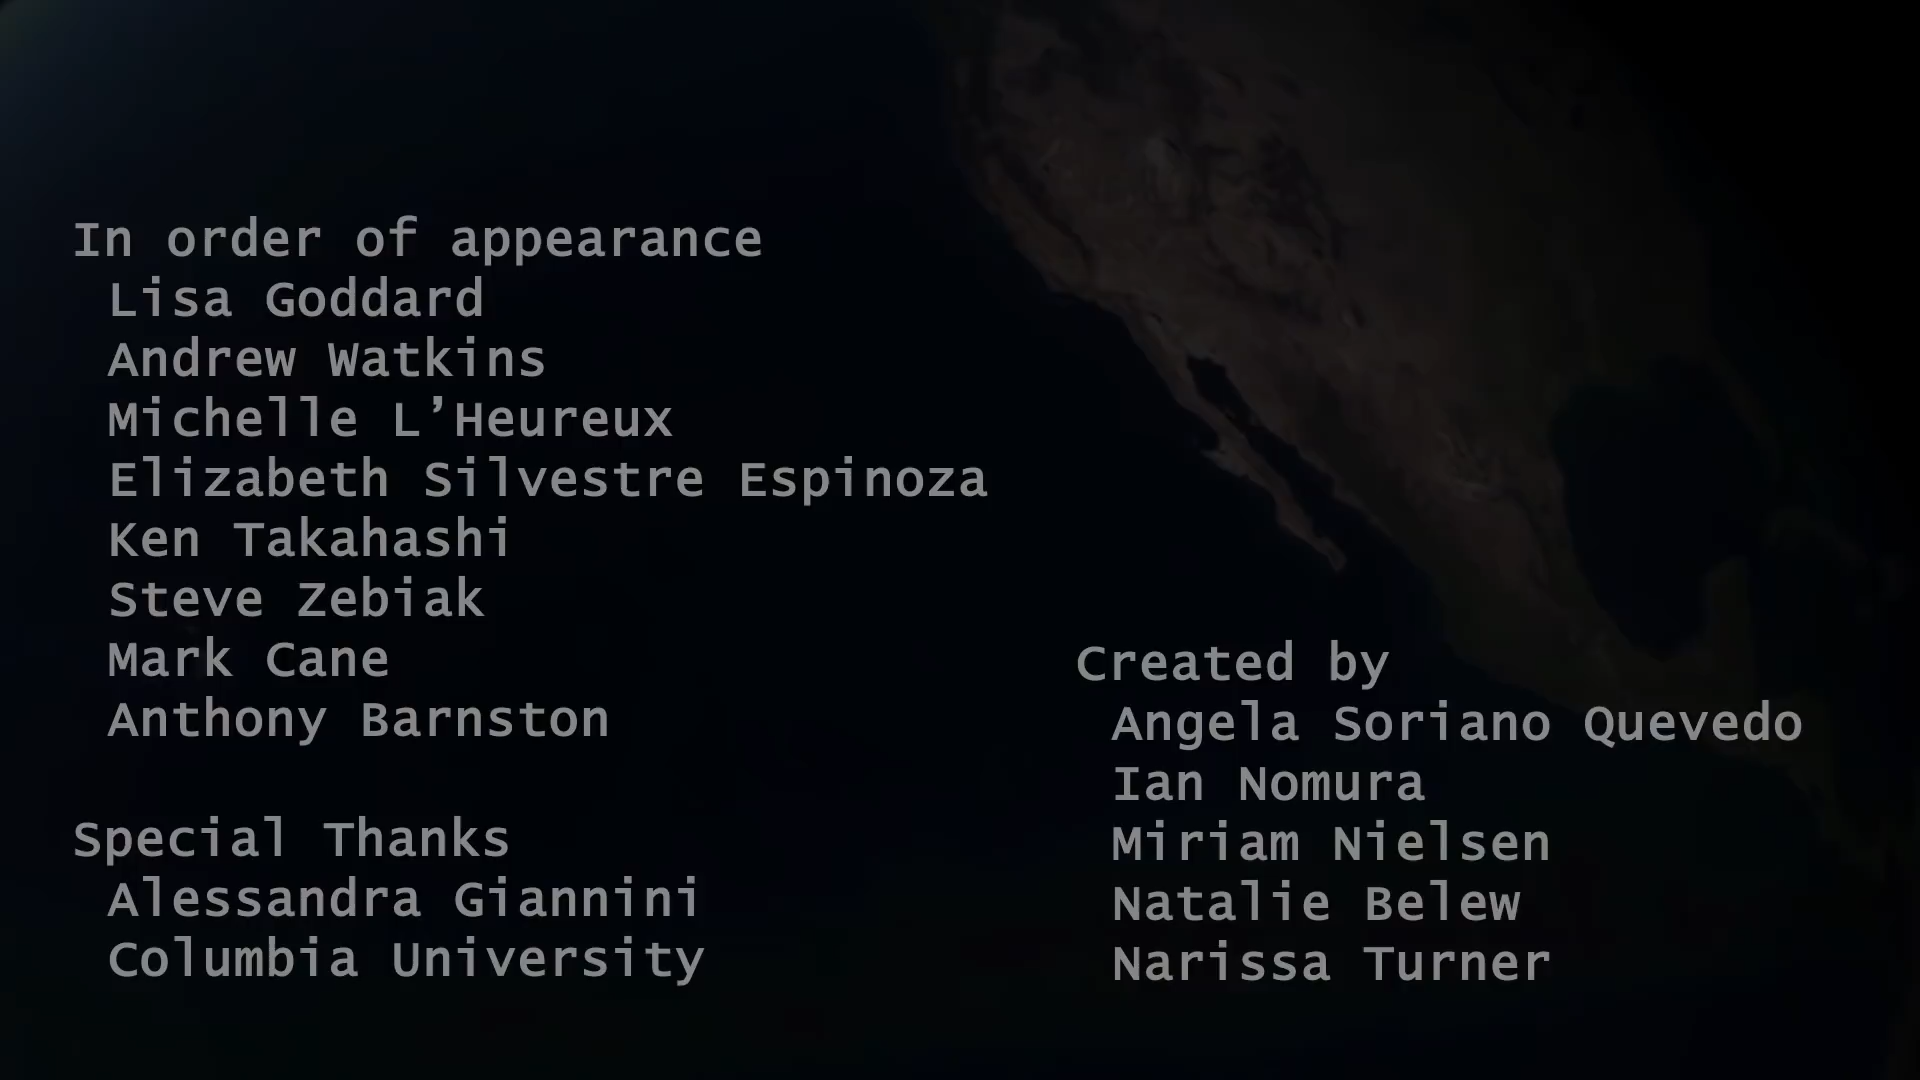 In order of appearance
Lisa Goddard
Andrew Watkins
Michelle L’Heureux
Elizabeth Silvestre Espinoza
Ken Takahashi
Steve Zebiak
Mark Cane
Anthony Barnston
Special Thanks
Alessandra Giannini
Columbia University
Created by
Angela Soriano Quevedo
Ian Nomura
Miriam Nielsen
Natalie Belew
Narissa Turner